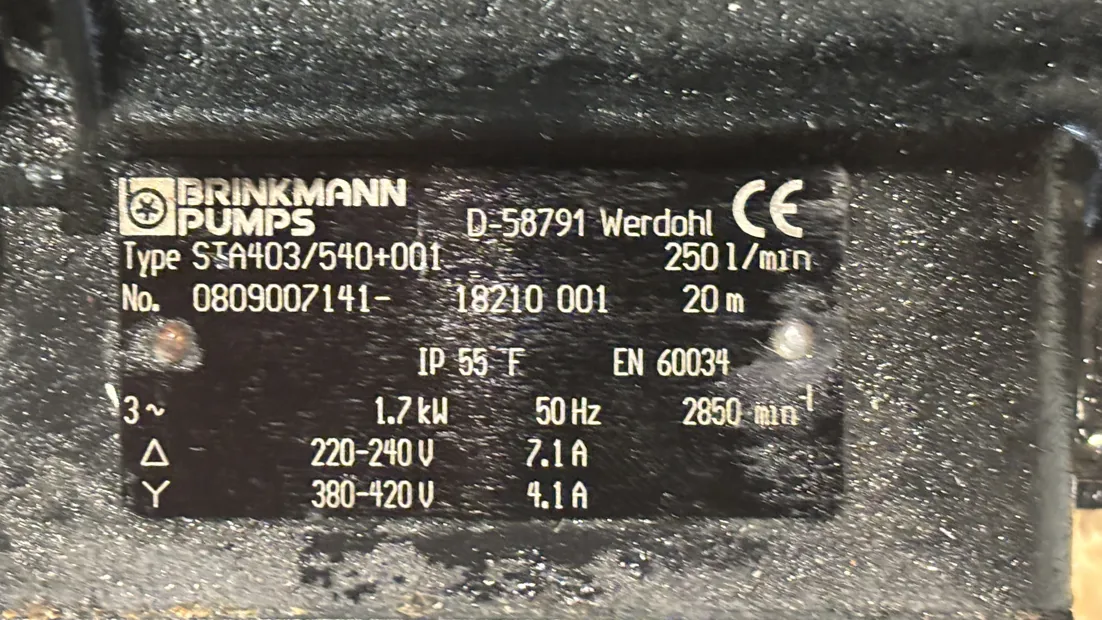 BRINKMANN
PUMPS
D-58791 Werdohl CE
Type STA403/540+001 250 l/min
No. 0809007141- 18210 001 20 m
IP 55 F EN 60034
3~ 1.7 kW 50 Hz 2850 min⁻¹
Δ 220-240 V 7.1 A
Y 380-420 V 4.1 A